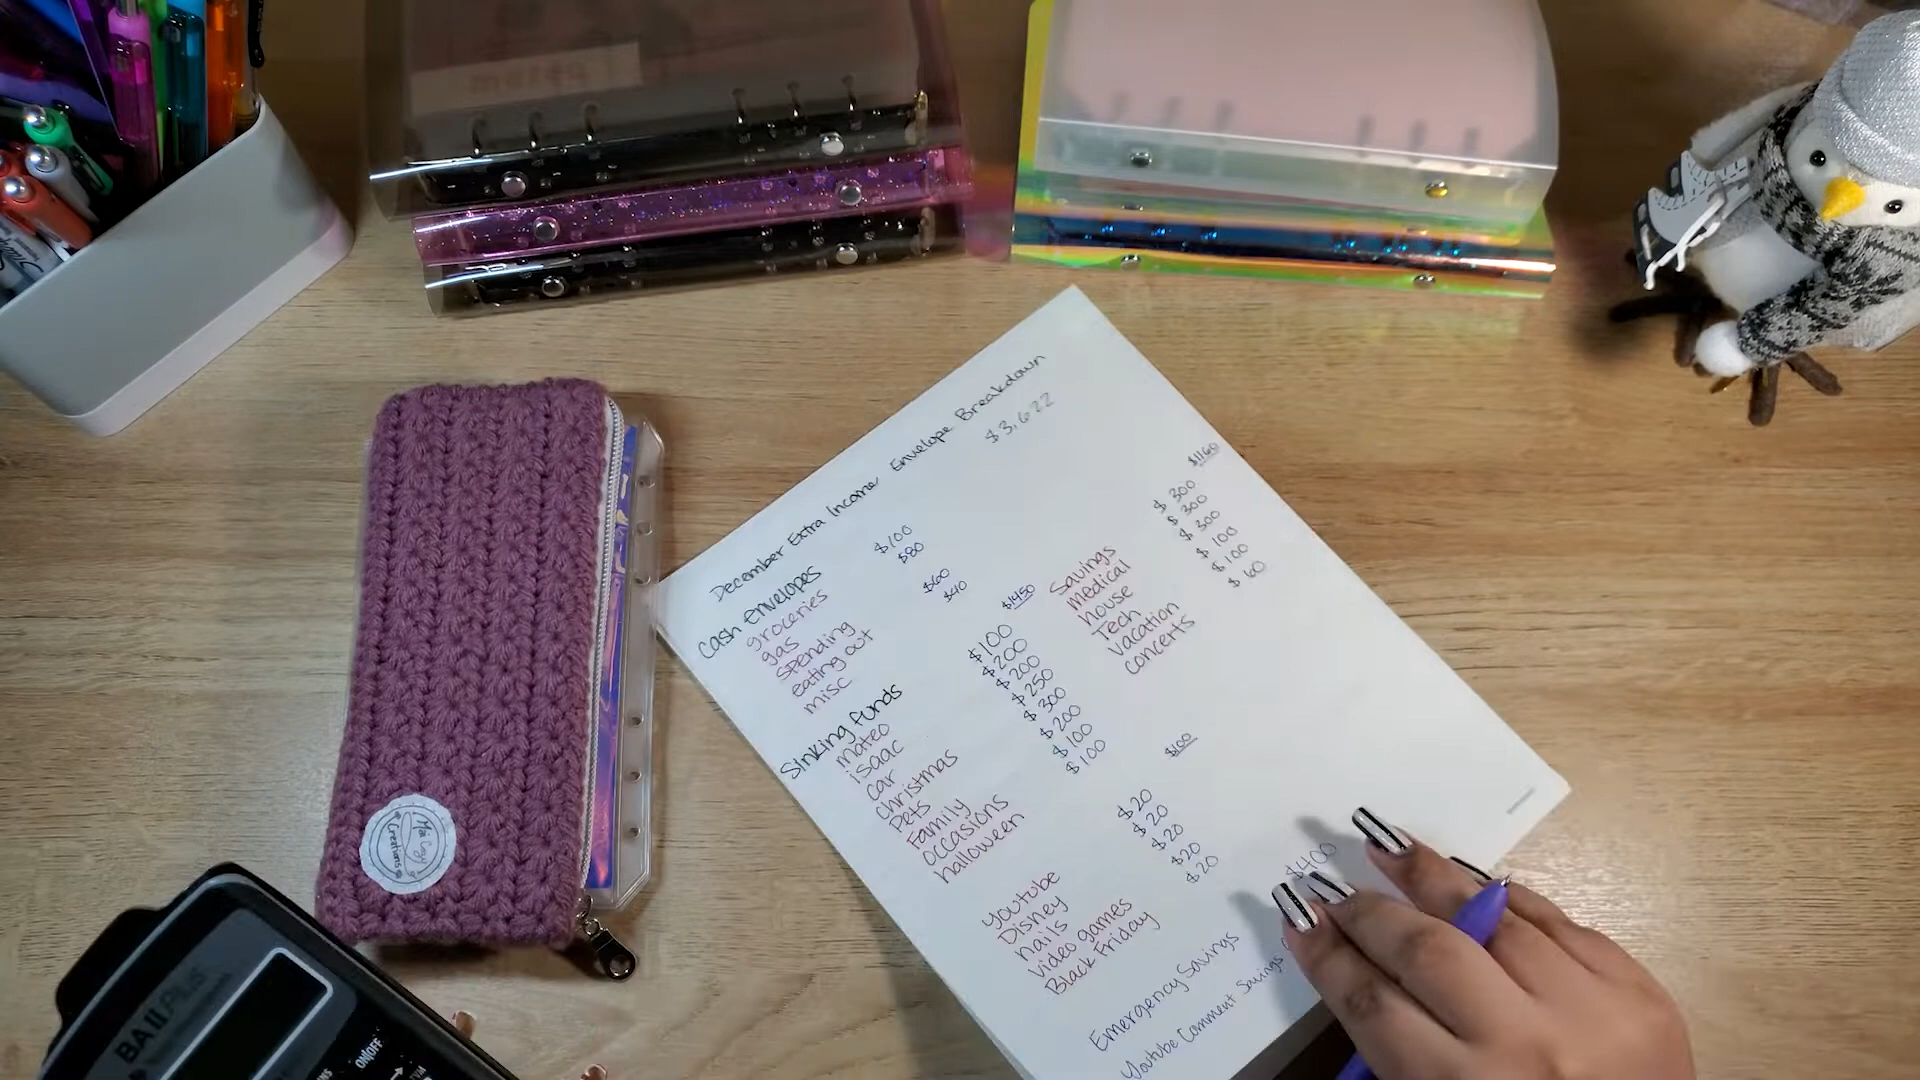 December Extra Income Envelope Breakdown
$3,622
Cash Envelopes
groceries $100
gas $80
spending
eating out $60
misc $40
Sinking Funds $1450
mateo $100
isaac $200
car $200
christmas $250
Pets $300
Family $200
occasions $100
halloween $100
$100
youtube $20
Disney $20
nails $20
video games $20
Black Friday $20
Emergency Savings $400
Youtube Comment Savings
$1160
Savings $300
medical $300
house $300
Tech $100
vacation $100
concerts $60
Creations
BA II Plus
ON/OFF